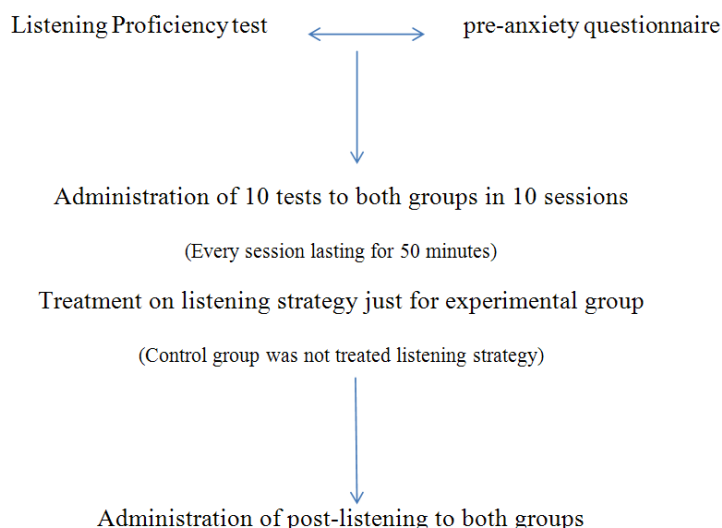 Listening Proficiency test pre-anxiety questionnaire
Administration of 10 tests to both groups in 10 sessions
(Every session lasting for 50 minutes)
Treatment on listening strategy just for experimental group
(Control group was not treated listening strategy)
Administration of post-listening to both groups